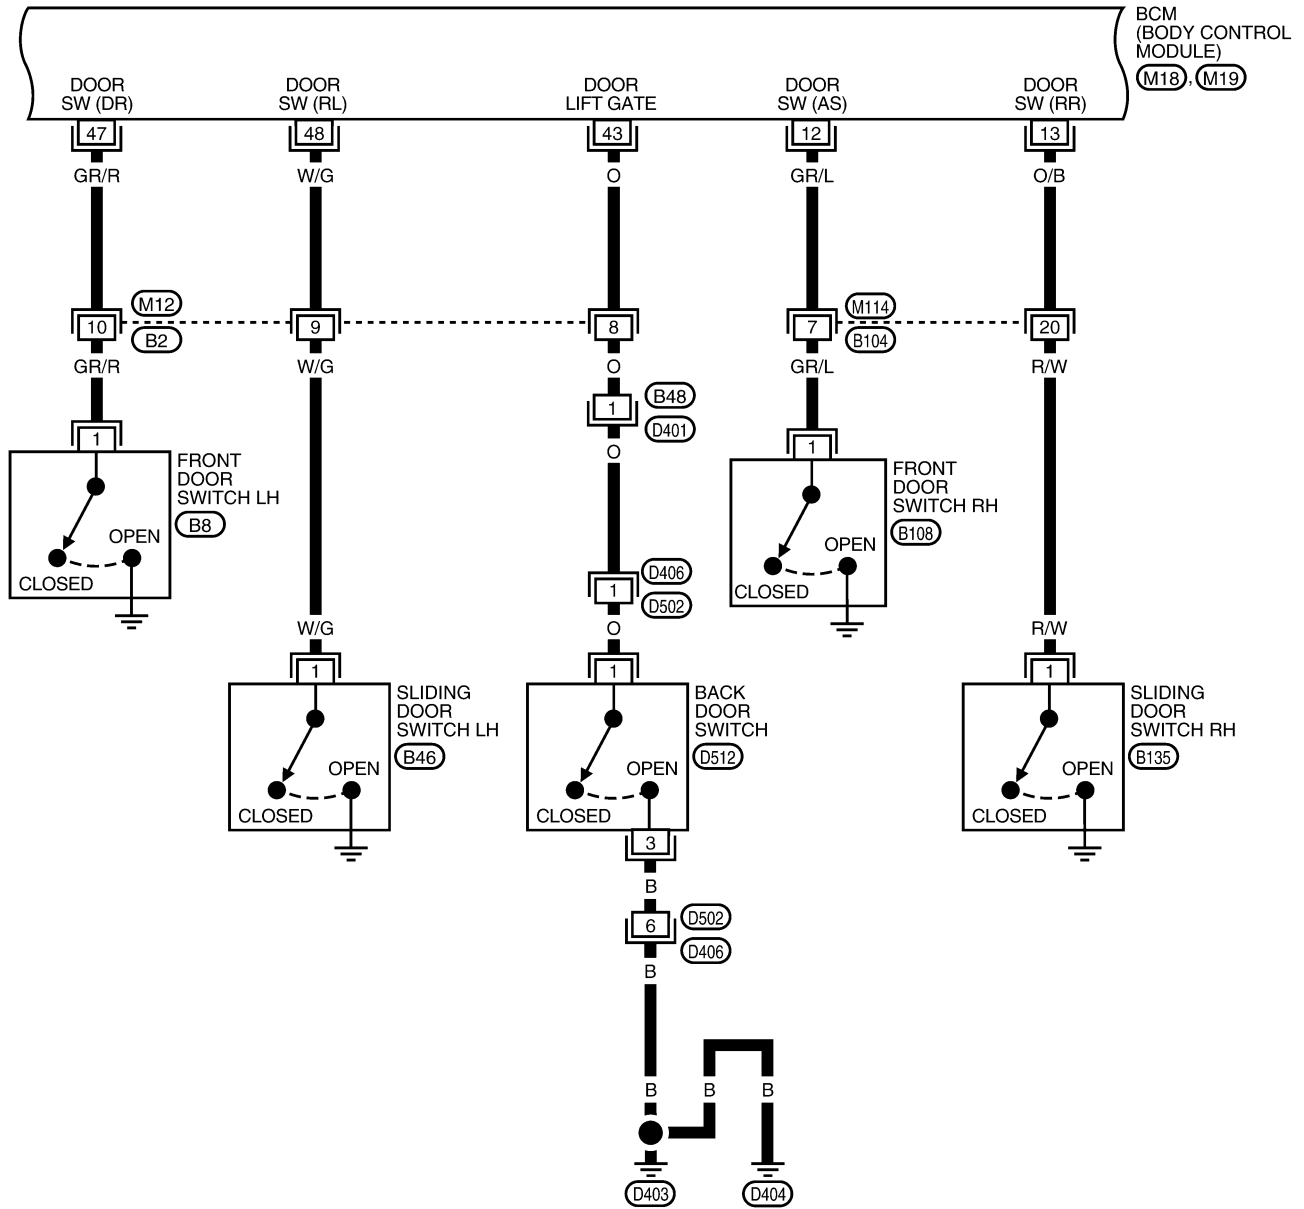 BCM
(BODY CONTROL
MODULE)
M18 , M19
DOOR
SW (DR)
DOOR
SW (RL)
DOOR
LIFT GATE
DOOR
SW (AS)
DOOR
SW (RR)
47
48
43
12
13
GR/R
W/G
O
GR/L
O/B
M12
M114
10
9
8
7
20
B2
B104
GR/R
W/G
O
GR/L
R/W
1
B48
D401
O
1
FRONT
DOOR
SWITCH LH
B8
OPEN
CLOSED
1
FRONT
DOOR
SWITCH RH
B108
OPEN
CLOSED
1
D406
D502
W/G
O
R/W
1
SLIDING
DOOR
SWITCH LH
B46
OPEN
CLOSED
1
BACK
DOOR
SWITCH
D512
OPEN
CLOSED
1
SLIDING
DOOR
SWITCH RH
B135
OPEN
CLOSED
3
B
6
D502
D406
B
B
B
B
D403
D404